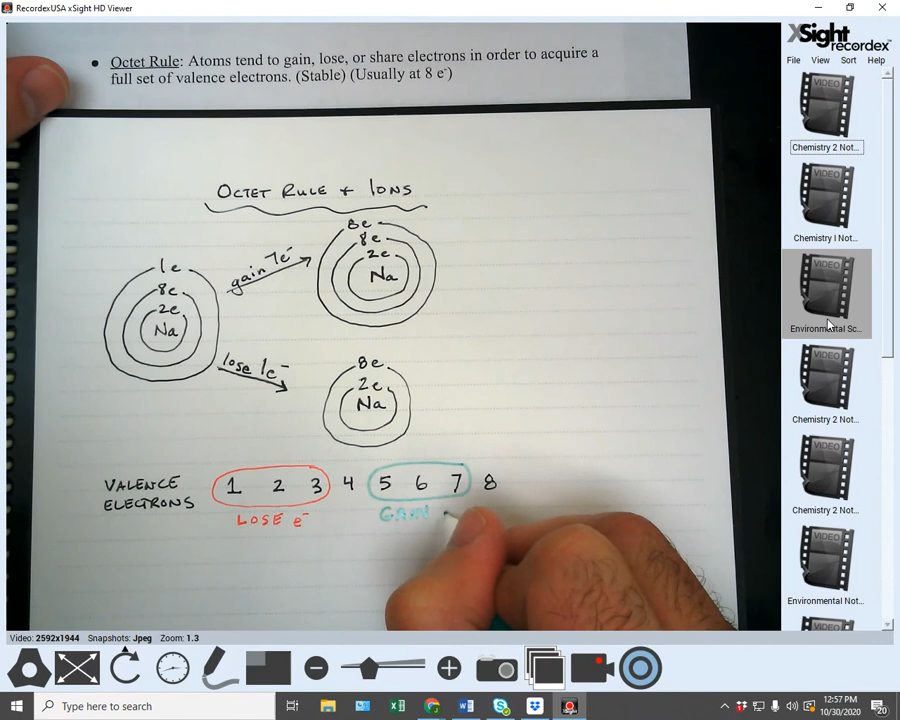 RecordexUSA xSight HD Viewer
• Octet Rule: Atoms tend to gain, lose, or share electrons in order to acquire a
full set of valence electrons. (Stable) (Usually at 8 e⁻)
OCTET RULE + IONS
1e
8e
2e
Na
gain 7e⁻
8e
8e
2e
Na
lose 1e⁻
8e
2e
Na
VALENCE
ELECTRONS
1 2 3 4 5 6 7 8
LOSE e⁻
GAIN
xSight
recordex
File View Sort Help
Chemistry 2 Not...
Chemistry I Not...
Environmental Sc...
Chemistry 2 Not...
Chemistry 2 Not...
Environmental Not...
Video: 2592x1944 Snapshots: Jpeg Zoom: 1.3
Type here to search
12:57 PM
10/30/2020
20